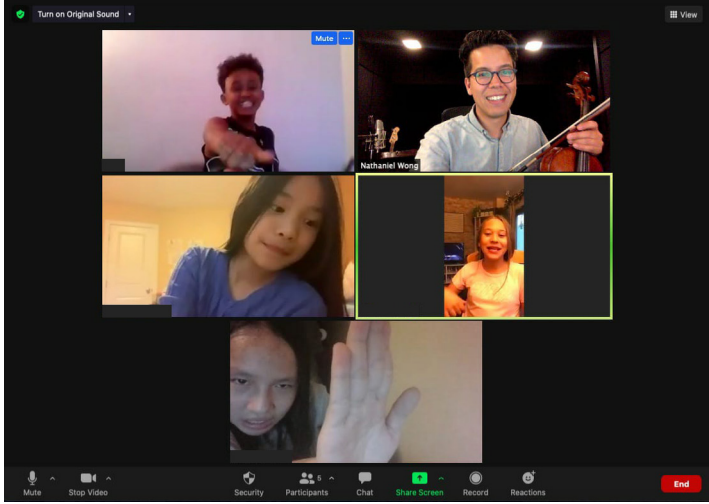 Turn on Original Sound
View
Mute
Nathaniel Wong
Mute
Stop Video
Security
Participants
5
Chat
Share Screen
Record
Reactions
End